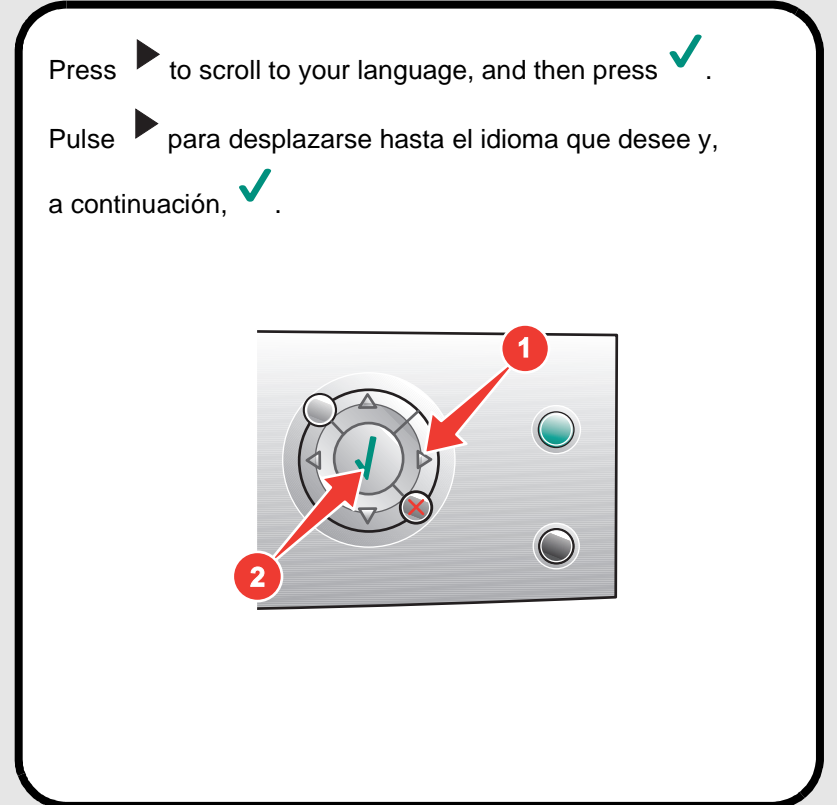 Press ▶ to scroll to your language, and then press ✓.
Pulse ▶ para desplazarse hasta el idioma que desee y,
a continuación, ✓.
1
2